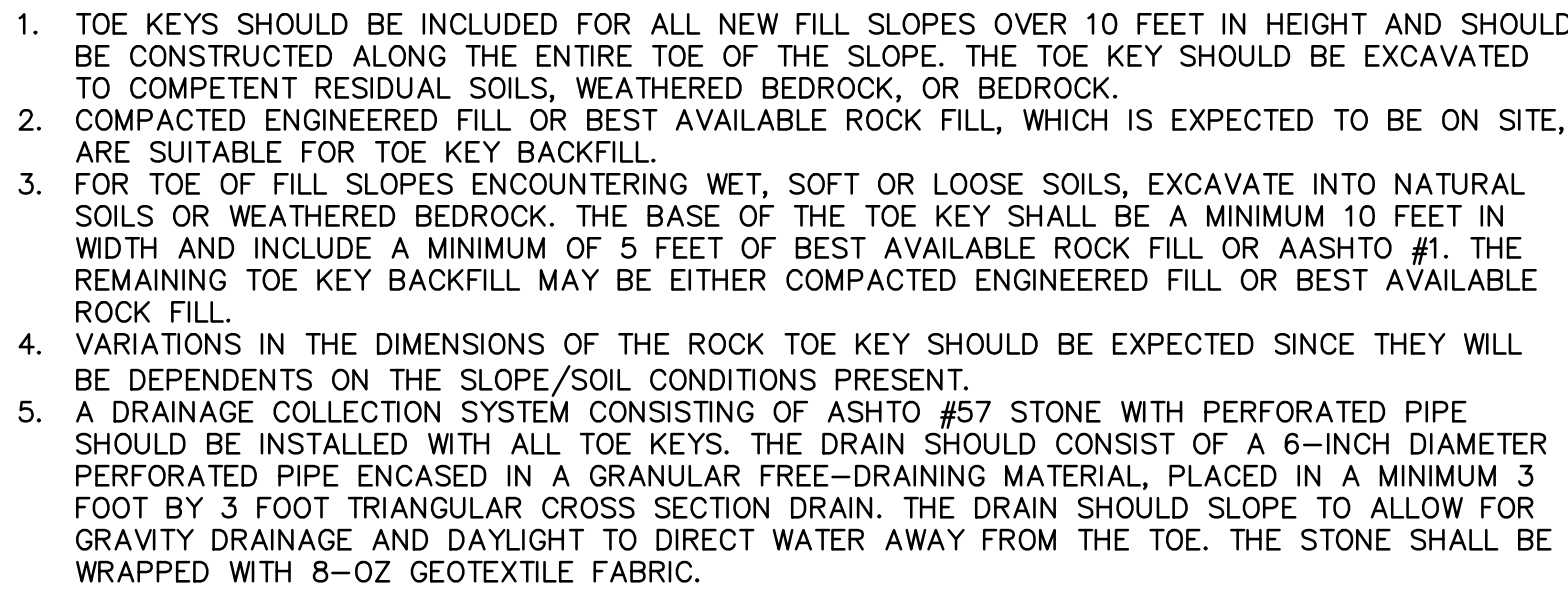 1. TOE KEYS SHOULD BE INCLUDED FOR ALL NEW FILL SLOPES OVER 10 FEET IN HEIGHT AND SHOULD
BE CONSTRUCTED ALONG THE ENTIRE TOE OF THE SLOPE. THE TOE KEY SHOULD BE EXCAVATED
TO COMPETENT RESIDUAL SOILS, WEATHERED BEDROCK, OR BEDROCK.
2. COMPACTED ENGINEERED FILL OR BEST AVAILABLE ROCK FILL, WHICH IS EXPECTED TO BE ON SITE,
ARE SUITABLE FOR TOE KEY BACKFILL.
3. FOR TOE OF FILL SLOPES ENCOUNTERING WET, SOFT OR LOOSE SOILS, EXCAVATE INTO NATURAL
SOILS OR WEATHERED BEDROCK. THE BASE OF THE TOE KEY SHALL BE A MINIMUM 10 FEET IN
WIDTH AND INCLUDE A MINIMUM OF 5 FEET OF BEST AVAILABLE ROCK FILL OR AASHTO #1. THE
REMAINING TOE KEY BACKFILL MAY BE EITHER COMPACTED ENGINEERED FILL OR BEST AVAILABLE
ROCK FILL.
4. VARIATIONS IN THE DIMENSIONS OF THE ROCK TOE KEY SHOULD BE EXPECTED SINCE THEY WILL
BE DEPENDENTS ON THE SLOPE/SOIL CONDITIONS PRESENT.
5. A DRAINAGE COLLECTION SYSTEM CONSISTING OF ASHTO #57 STONE WITH PERFORATED PIPE
SHOULD BE INSTALLED WITH ALL TOE KEYS. THE DRAIN SHOULD CONSIST OF A 6-INCH DIAMETER
PERFORATED PIPE ENCASED IN A GRANULAR FREE-DRAINING MATERIAL, PLACED IN A MINIMUM 3
FOOT BY 3 FOOT TRIANGULAR CROSS SECTION DRAIN. THE DRAIN SHOULD SLOPE TO ALLOW FOR
GRAVITY DRAINAGE AND DAYLIGHT TO DIRECT WATER AWAY FROM THE TOE. THE STONE SHALL BE
WRAPPED WITH 8-OZ GEOTEXTILE FABRIC.